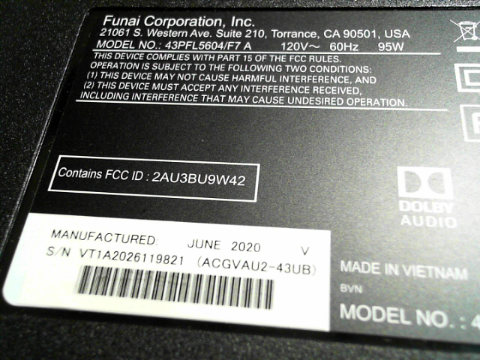 Funai Corporation, Inc.
21061 S. Western Ave. Suite 210, Torrance, CA 90501, USA
MODEL NO.: 43PFL5604/F7 A 120V~ 60Hz 95W
THIS DEVICE COMPLIES WITH PART 15 OF THE FCC RULES.
OPERATION IS SUBJECT TO THE FOLLOWING TWO CONDITIONS:
(1) THIS DEVICE MAY NOT CAUSE HARMFUL INTERFERENCE, AND
(2) THIS DEVICE MUST ACCEPT ANY INTERFERENCE RECEIVED,
INCLUDING INTERFERENCE THAT MAY CAUSE UNDESIRED OPERATION.
Contains FCC ID : 2AU3BU9W42
DOLBY
AUDIO
MANUFACTURED: JUNE 2020 V
S/N VT1A2026119821 (ACGVAU2-43UB)
MADE IN VIETNAM
BVN
MODEL NO. : 4